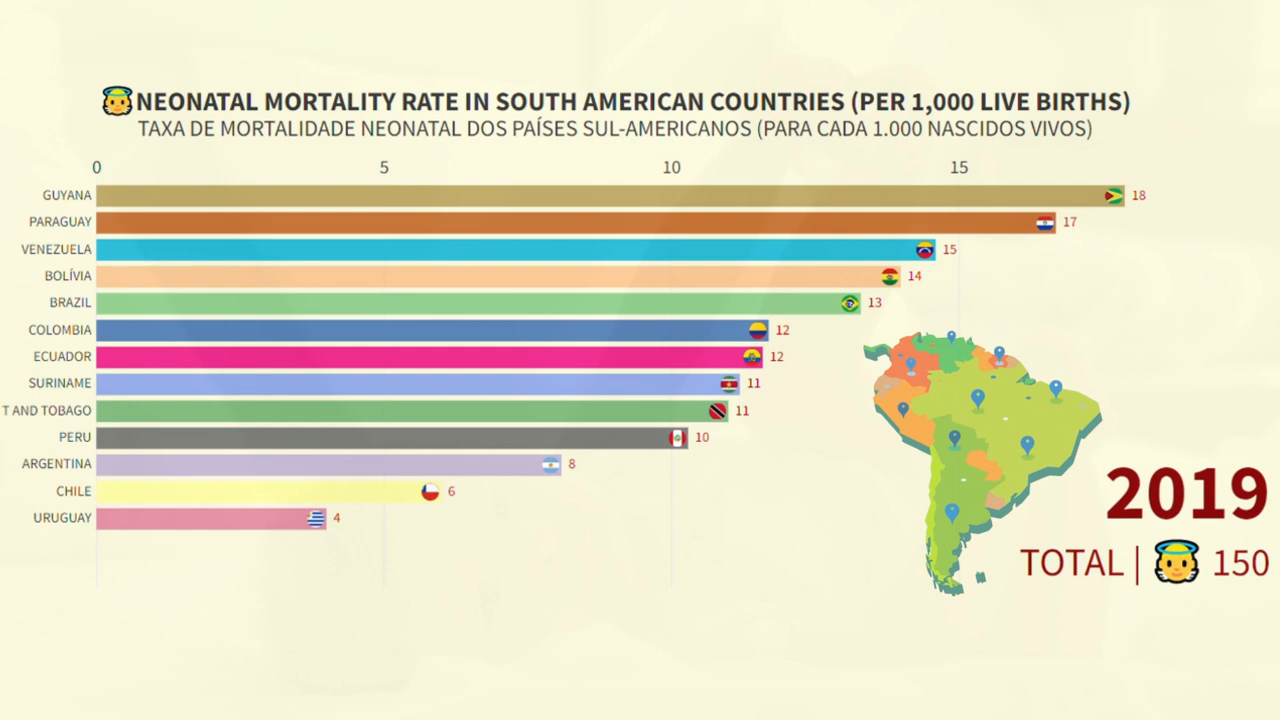 NEONATAL MORTALITY RATE IN SOUTH AMERICAN COUNTRIES (PER 1,000 LIVE BIRTHS)
TAXA DE MORTALIDADE NEONATAL DOS PAÍSES SUL-AMERICANOS (PARA CADA 1.000 NASCIDOS VIVOS)
0 5 10 15
GUYANA 18
PARAGUAY 17
VENEZUELA 15
BOLÍVIA 14
BRAZIL 13
COLOMBIA 12
ECUADOR 12
SURINAME 11
T AND TOBAGO 11
PERU 10
ARGENTINA 8
CHILE 6
URUGUAY 4
2019
TOTAL | 150